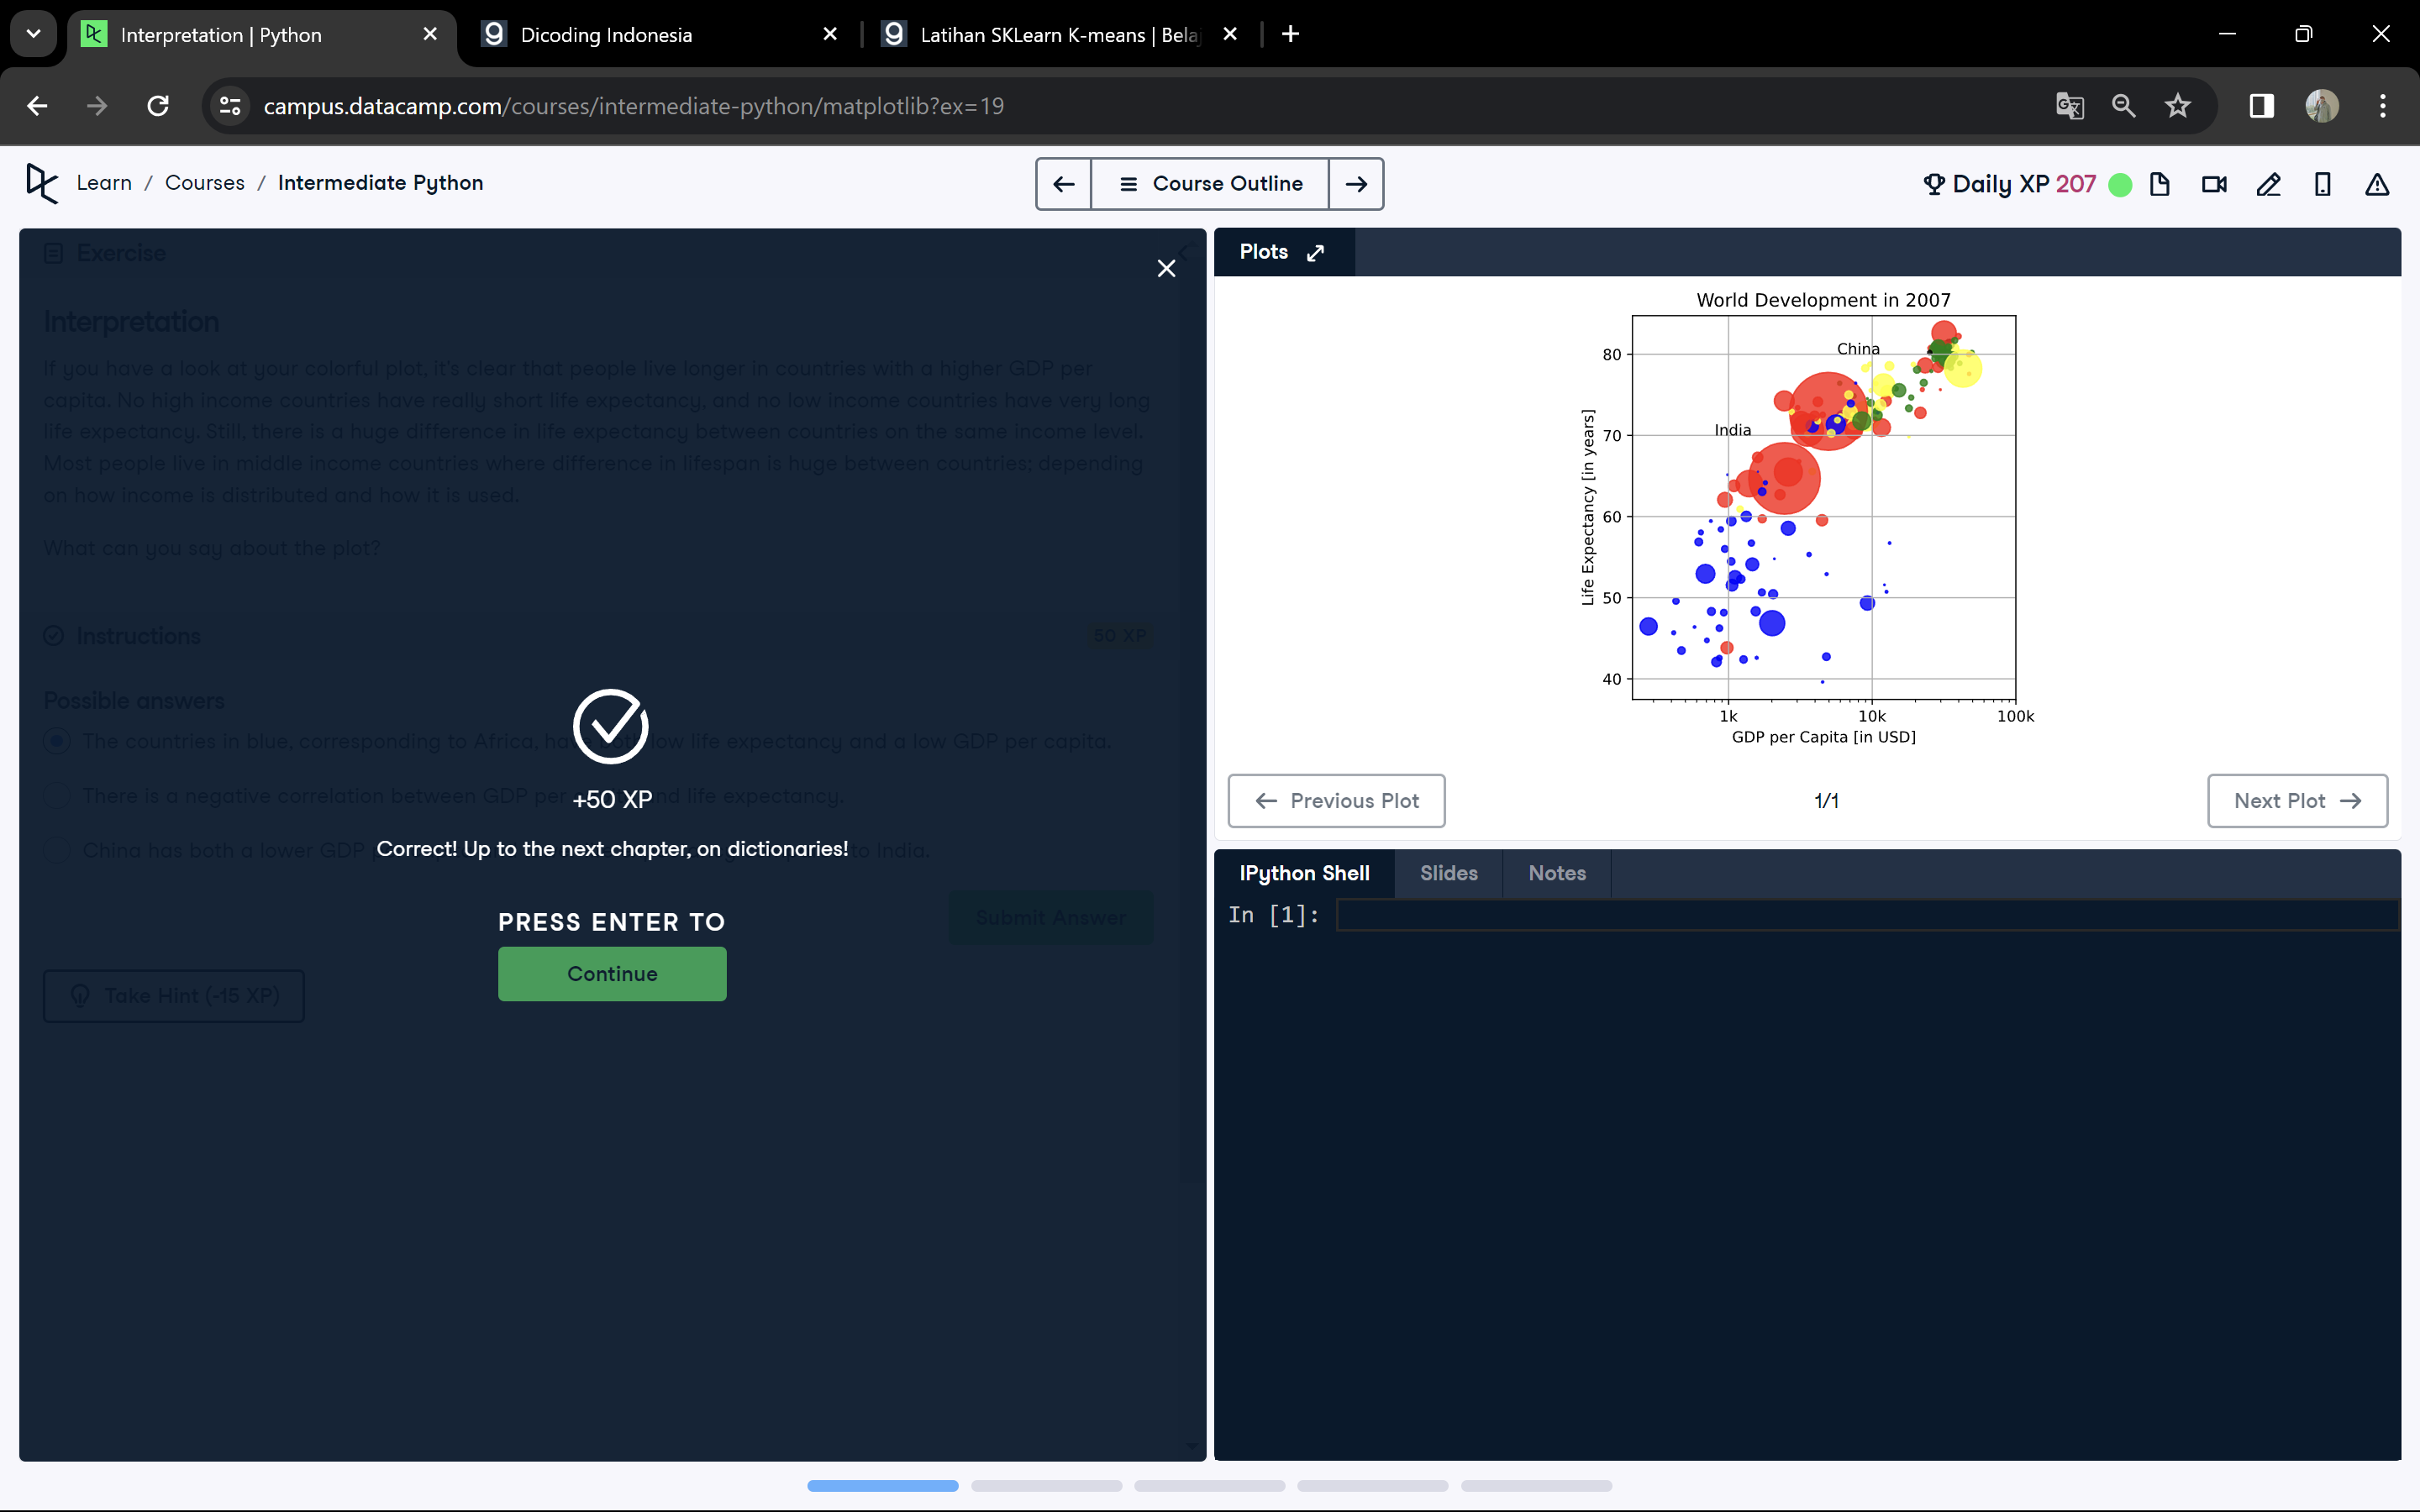 Interpretation | Python
Dicoding Indonesia
Latihan SKLearn K-means | Bela
campus.datacamp.com/courses/intermediate-python/matplotlib?ex=19
Learn / Courses / Intermediate Python
Course Outline
Daily XP 207
Exercise
Interpretation
If you have a look at your colorful plot, it's clear that people live longer in countries with a higher GDP per
capita. No high income countries have really short life expectancy, and no low income countries have very long
life expectancy. Still, there is a huge difference in life expectancy between countries on the same income level.
Most people live in middle income countries where difference in lifespan is huge between countries; depending
on how income is distributed and how it is used.
What can you say about the plot?
Instructions
50 XP
Possible answers
The countries in blue, corresponding to Africa, have both low life expectancy and a low GDP per capita.
There is a negative correlation between GDP per and life expectancy.
China has both a lower GDP to India.
+50 XP
Correct! Up to the next chapter, on dictionaries!
PRESS ENTER TO
Continue
Submit Answer
Take Hint (-15 XP)
Plots
World Development in 2007
80
70
60
50
40
Life Expectancy [in years]
China
India
1k 10k 100k
GDP per Capita [in USD]
Previous Plot
1/1
Next Plot
IPython Shell
Slides
Notes
In [1]: